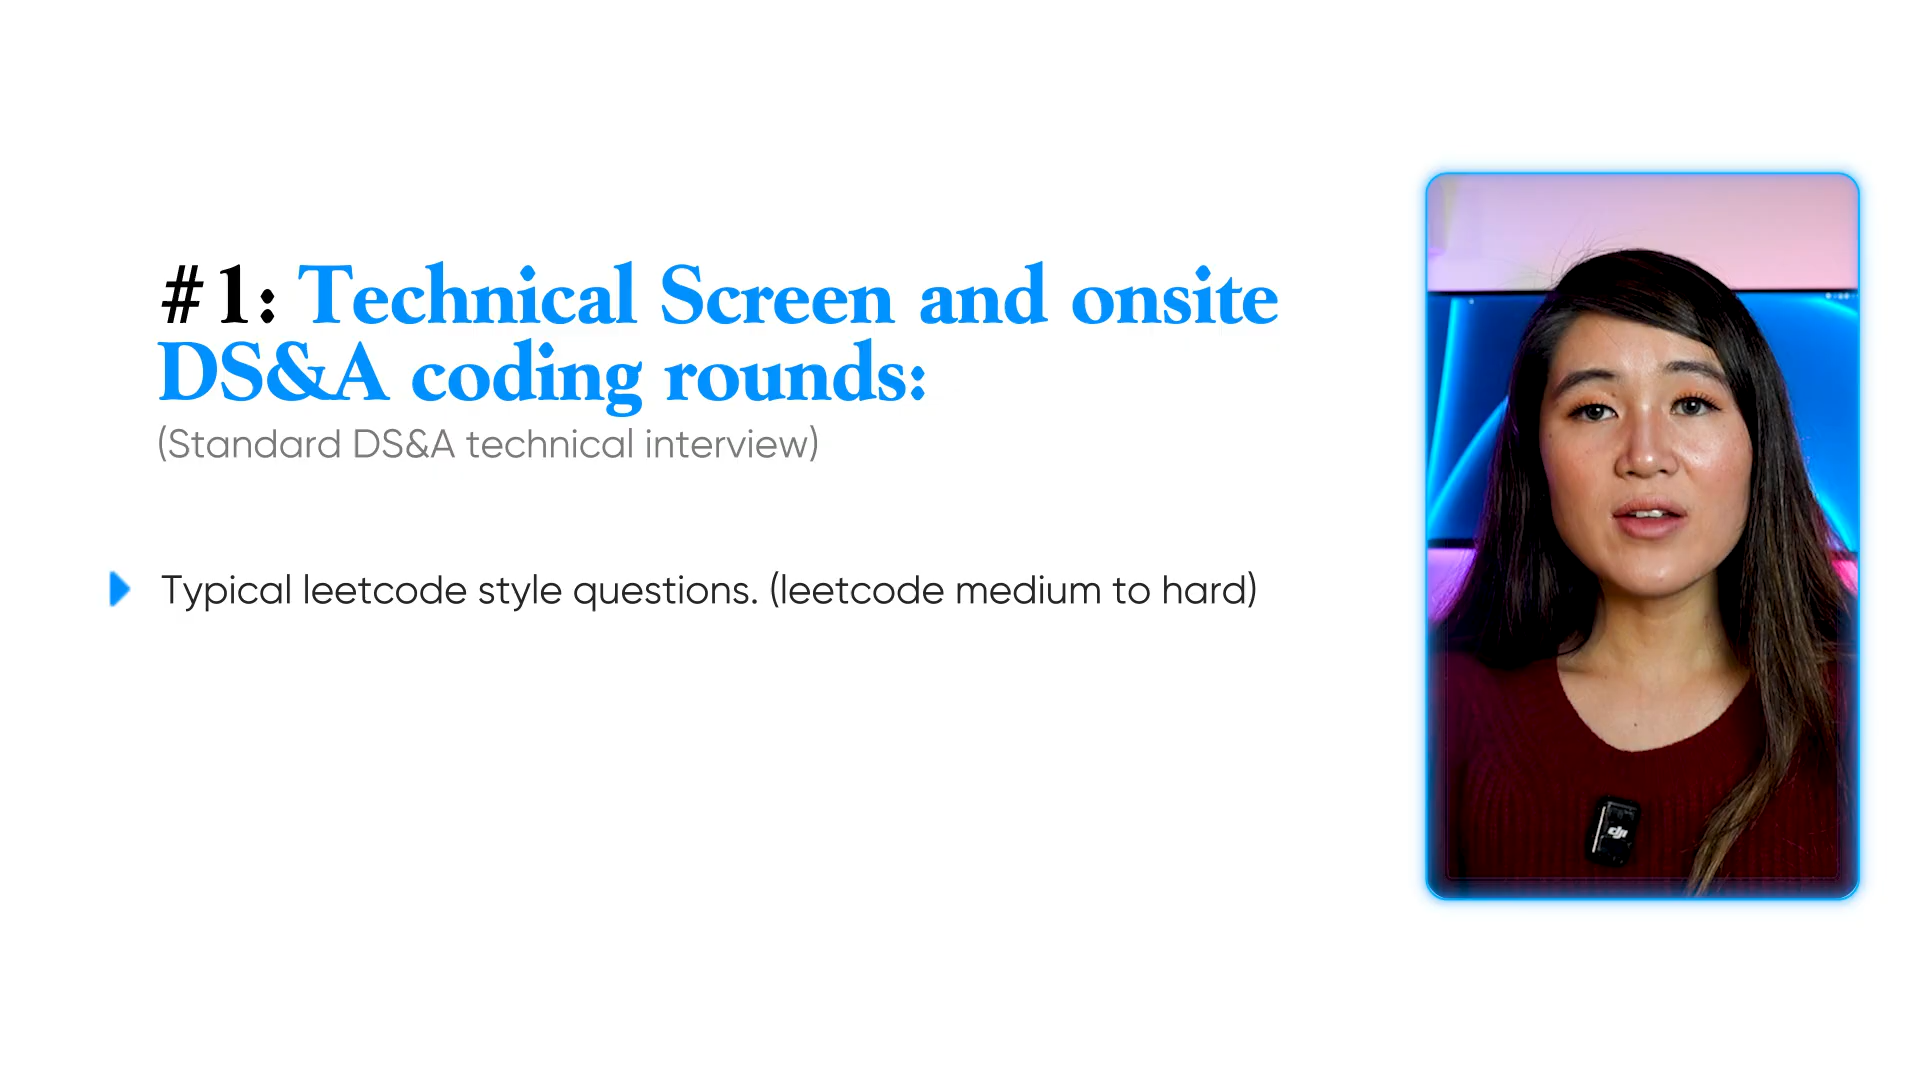 #1: Technical Screen and onsite
DS&A coding rounds:
(Standard DS&A technical interview)
Typical leetcode style questions. (leetcode medium to hard)
dji